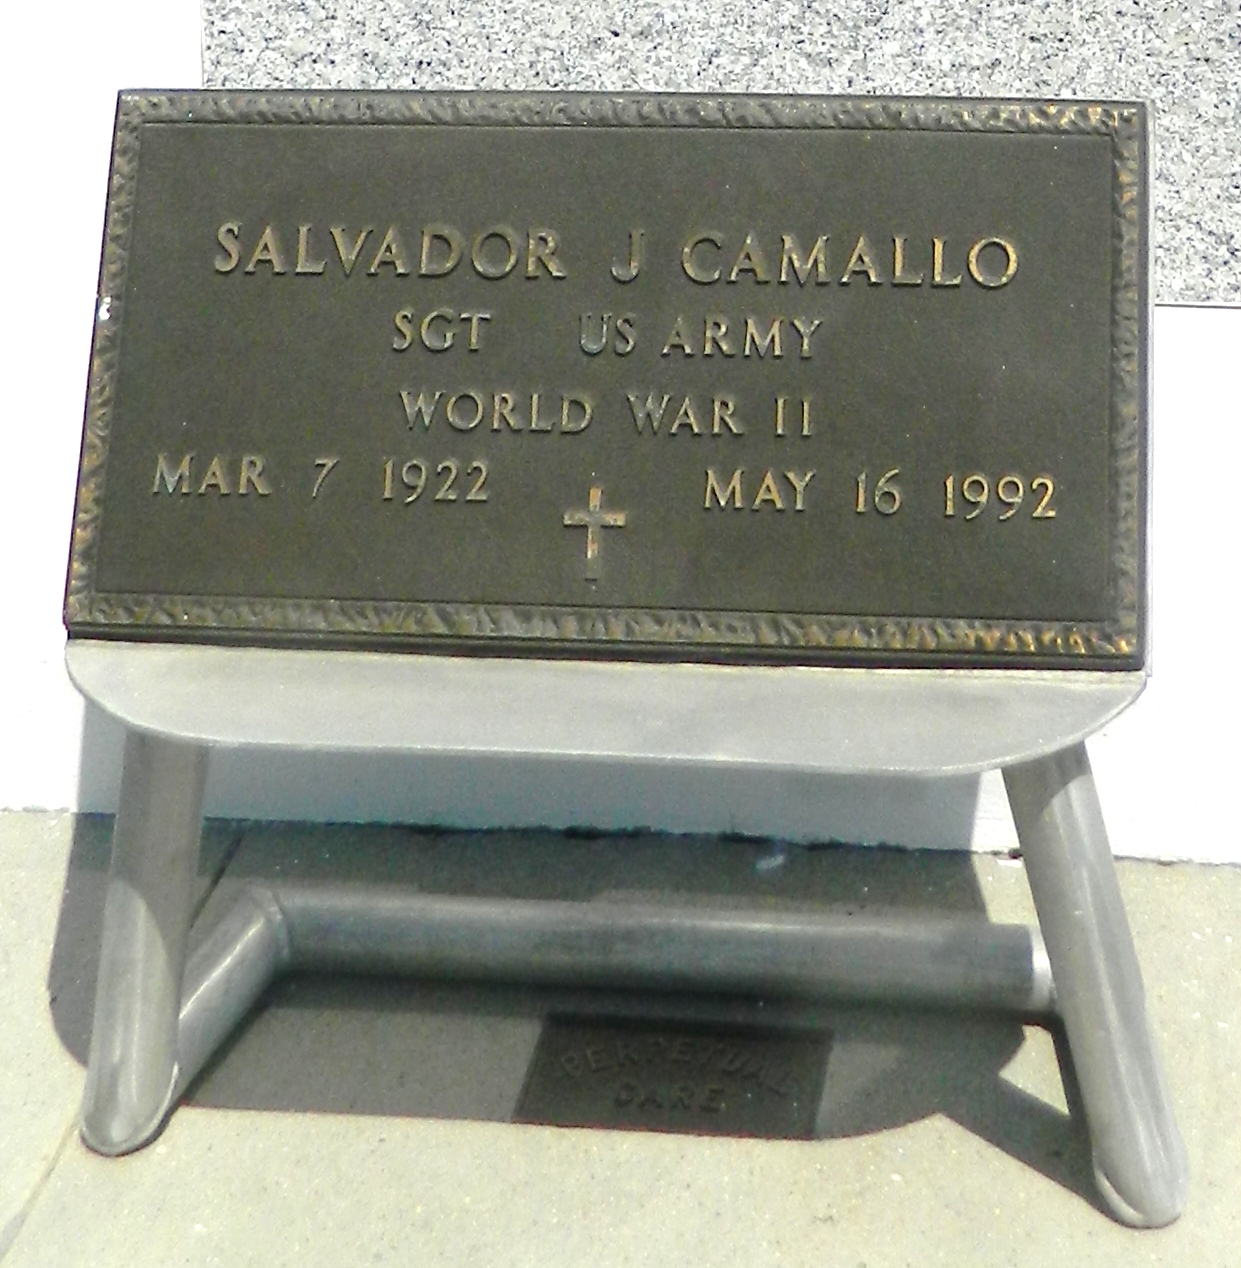 SALVADOR J CAMALLO
SGT US ARMY
WORLD WAR II
MAR 7 1922 MAY 16 1992
PERPETUAL
CARE